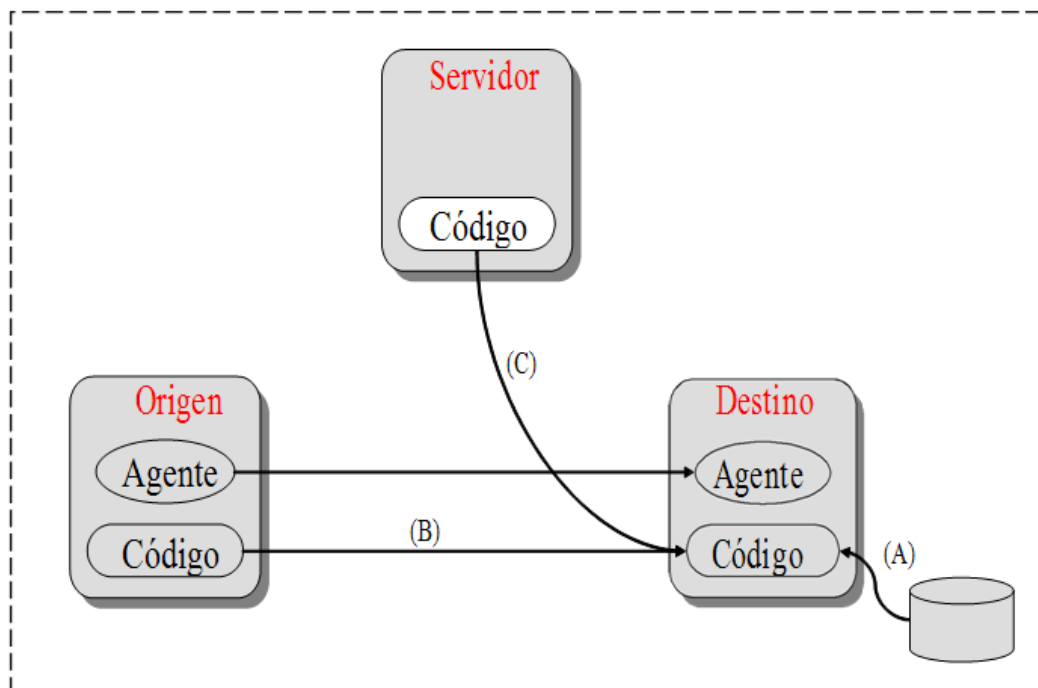 Servidor
Código
(C)
Origen
Destino
Agente
Agente
(B)
Código
Código
(A)